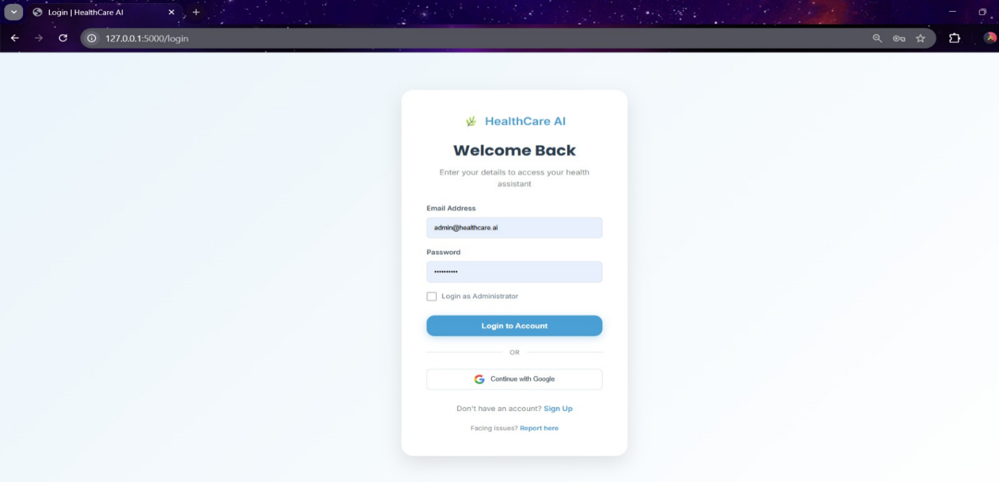 Login | HealthCare AI
127.0.0.1:5000/login
HealthCare AI
Welcome Back
Enter your details to access your health
assistant
Email Address
admin@healthcare.ai
Password
••••••••••
Login as Administrator
Login to Account
OR
Continue with Google
Don't have an account? Sign Up
Facing issues? Report here